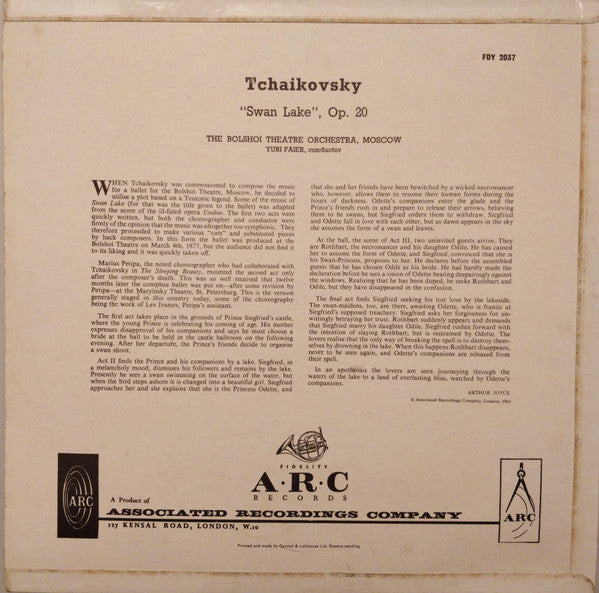 FDY 2037
Tchaikovsky
"Swan Lake", Op. 20
THE BOLSHOI THEATRE ORCHESTRA, MOSCOW
YURI FAIER, conductor
WHEN Tchaikovsky was commissioned to compose the music
for a ballet for the Bolshoi Theatre, Moscow, he decided to
utilise a plot based on a Teutonic legend. Some of the music of
Swan Lake (for that was the title given to the ballet) was adapted
from the score of the ill-fated opera Undine. The first two acts were
quickly written, but both the choreographer and conductor were
firmly of the opinion that the music was altogether too symphonic. They
therefore proceeded to make various "cuts" and substituted pieces
by hack composers. In this form the ballet was produced at the
Bolshoi Theatre on March 4th, 1877, but the audience did not find it
to its liking and it was quickly taken off.
Marius Petipa, the noted choreographer who had collaborated with
Tchaikovsky in The Sleeping Beauty, mounted the second act only
after the composer's death. This was so well received that twelve
months later the complete ballet was put on—after some revision by
Petipa—at the Maryinsky Theatre, St. Petersburg. This is the version
generally staged in this country today, some of the choreography
being the work of Lev Ivanov, Petipa's assistant.
The first act takes place in the grounds of Prince Siegfried's castle,
where the young Prince is celebrating his coming of age. His mother
expresses disapproval of his companions and says he must choose a
bride at the ball to be held in the castle ballroom on the following
evening. After her departure, the Prince's friends decide to organise
a swan shoot.
Act II finds the Prince and his companions by a lake. Siegfried, in
a melancholy mood, dismisses his followers and remains by the lake.
Presently he sees a swan swimming on the surface of the water, but
when the bird steps ashore it is changed into a beautiful girl. Siegfried
approaches her and she explains that she is the Princess Odette, and
that she and her friends have been bewitched by a wicked necromancer
who, however, allows them to resume their human forms during the
hours of darkness. Odette's companions enter the glade and the
Prince's friends rush in and prepare to release their arrows, believing
them to be swans, but Siegfried orders them to withdraw. Siegfried
and Odette fall in love with each other, but as dawn appears in the sky
she assumes the form of a swan and leaves.
At the ball, the scene of Act III, two uninvited guests arrive. They
are Rothbart, the necromancer and his daughter Odile. He has caused
her to assume the form of Odette, and Siegfried, convinced that she is
his Swan-Princess, proposes to her. He declares before the assembled
guests that he has chosen Odile as his bride. He had hardly made the
declaration before he sees a vision of Odette beating despairingly against
the windows. Realising that he has been duped, he seeks Rothbart and
Odile, but they have disappeared in the confusion.
The final act finds Siegfried seeking his lost love by the lakeside.
The swan-maidens, too, are there, awaiting Odette, who is frantic at
Siegfried's supposed treachery. Siegfried asks her forgiveness for un-
wittingly betraying her trust. Rothbart suddenly appears and demands
that Siegfried marry his daughter Odile. Siegfried rushes forward with
the intention of slaying Rothbart, but is restrained by Odette. The
lovers realise that the only way of breaking the spell is to destroy them-
selves by drowning in the lake. When this happens Rothbart disappears,
never to be seen again, and Odette's companions are released from
their spell.
In an apotheosis the lovers are seen journeying through the
waters of the lake to a land of everlasting bliss, watched by Odette's
companions.
ARTHUR JOYCE
© Associated Recordings Company, London, 1961
FIDELITY
A·R·C
RECORDS
ARC
A Product of
ASSOCIATED RECORDINGS COMPANY
127 KENSAL ROAD, LONDON, W.10
ARC
Printed and made by Garrod & Lofthouse Ltd. Patents pending